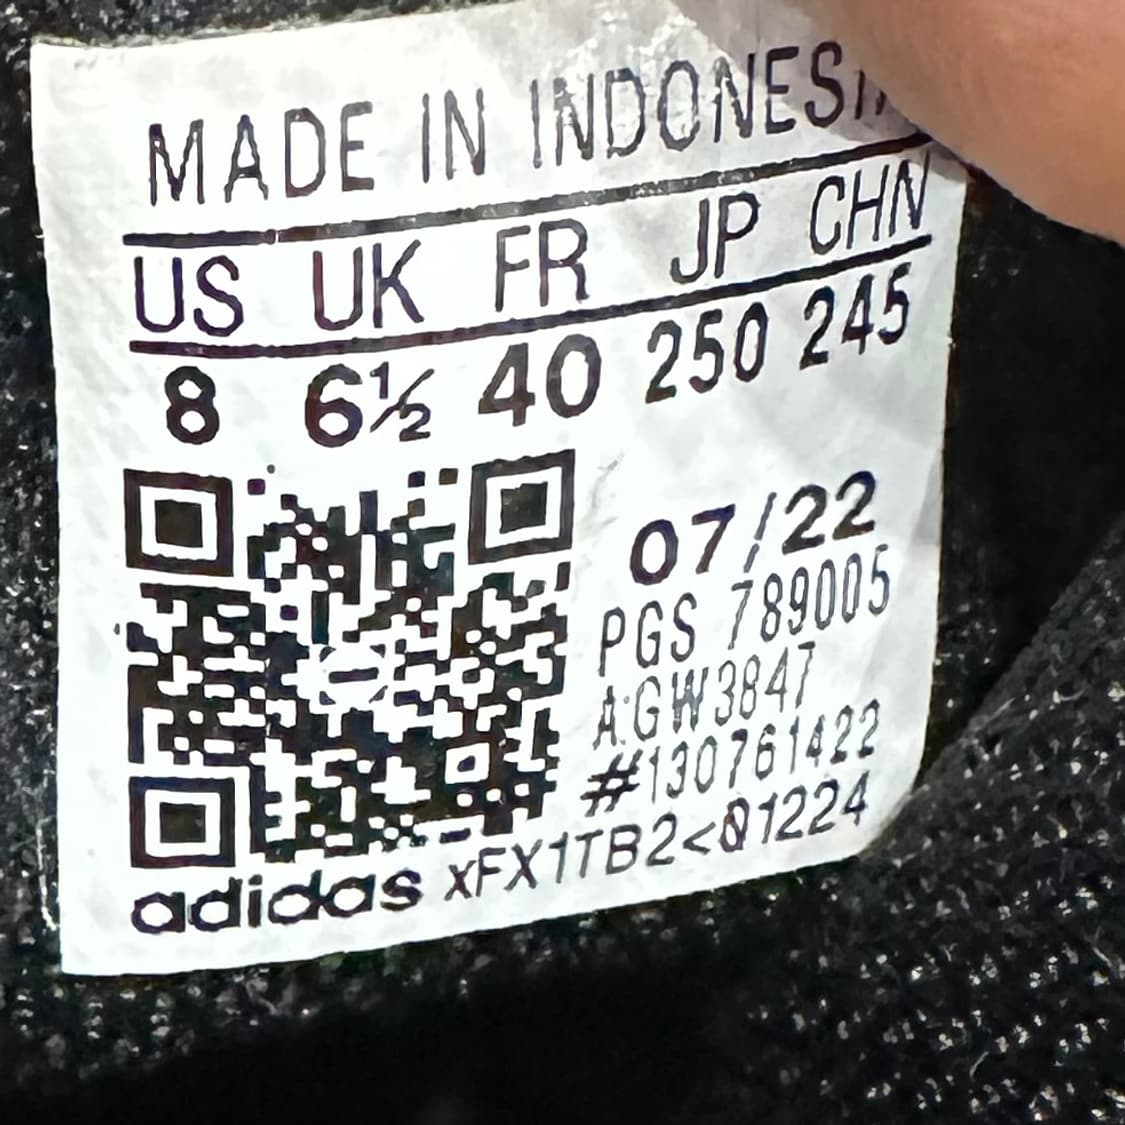 MADE IN INDONESI
US UK FR JP CHN
8 6½ 40 250 245
07/22
PGS 789005
A:GW3847
#130761422
adidas xFX1TB2<Q1224